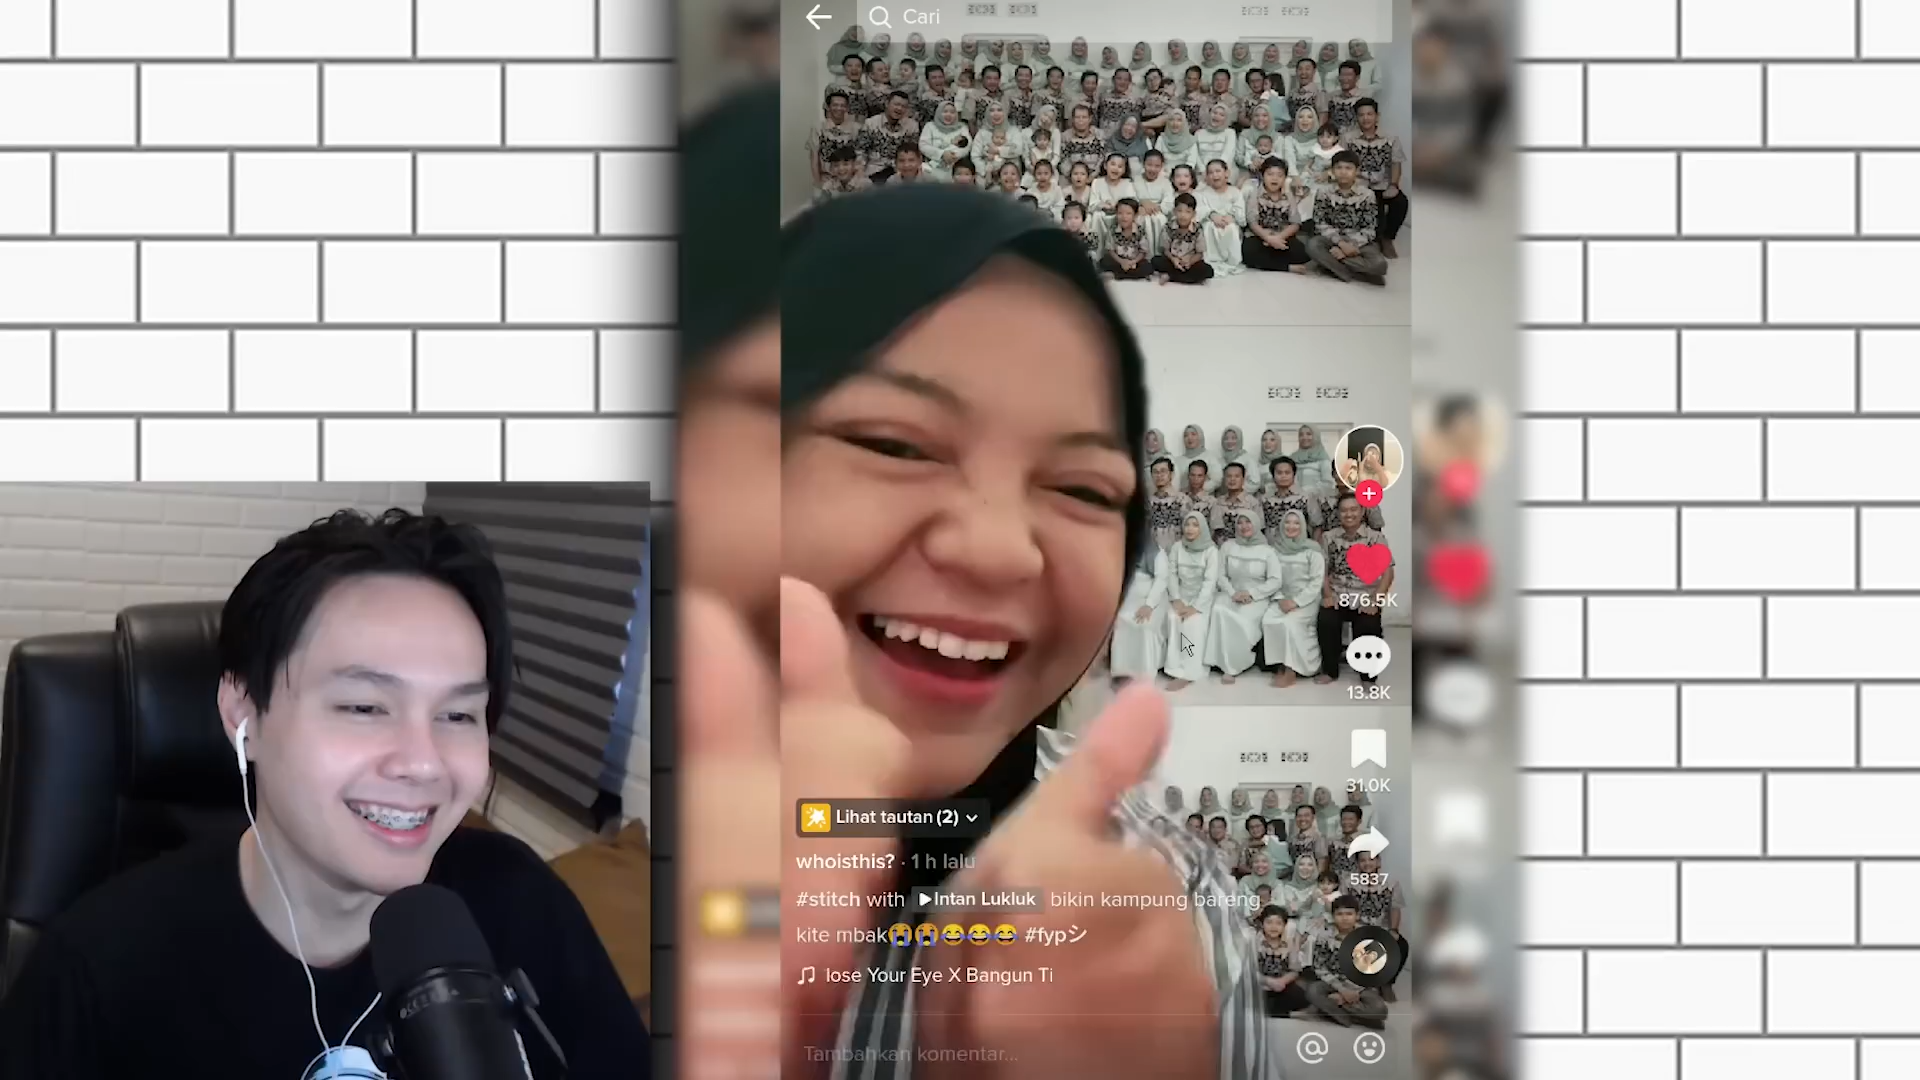 Cari
876.5K
13.8K
31.0K
5837
Lihat tautan (2)
whoisthis? · 1 h lalu
#stitch with ▶Intan Lukluk bikin kampung bareng
kite mbak😭😭😂😂😂 #fypシ
lose Your Eye X Bangun Ti
Tambahkan komentar...